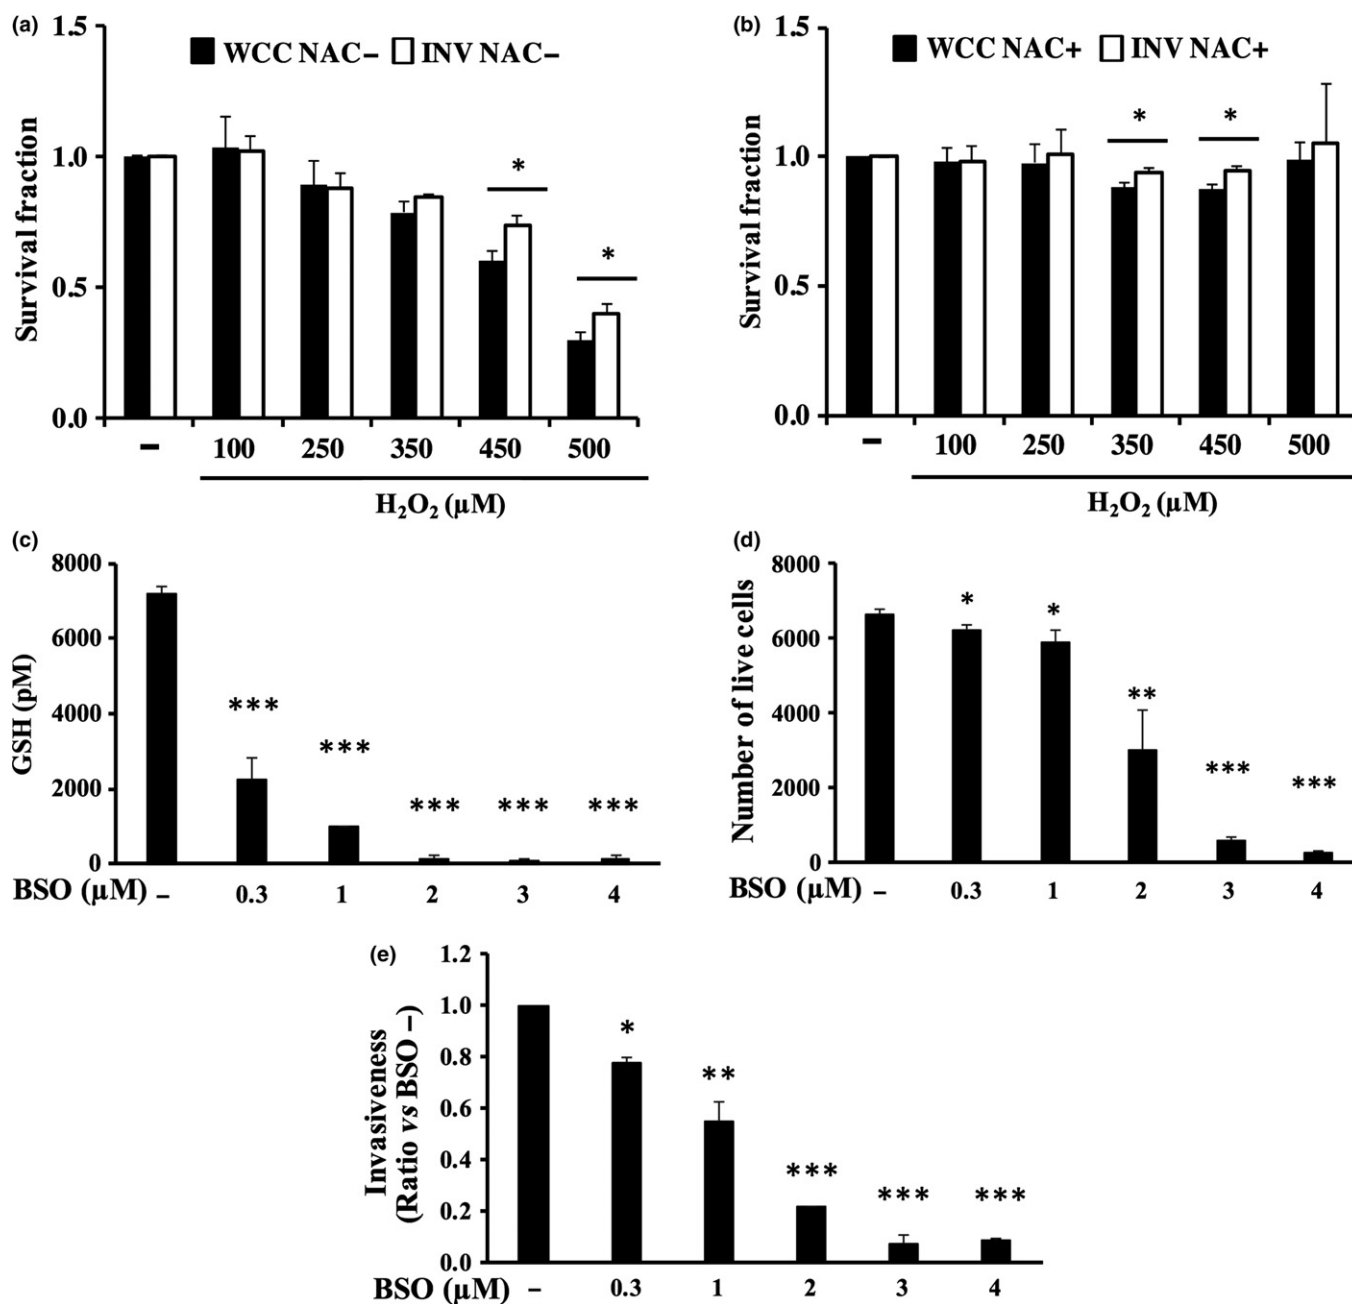 (a)
1.5
WCC NAC− INV NAC−
Survival fraction
1.0
*
*
0.5
0.0
− 100 250 350 450 500
H₂O₂ (µM)
(b)
1.5
WCC NAC+ INV NAC+
Survival fraction
* *
1.0
0.5
0.0
− 100 250 350 450 500
H₂O₂ (µM)
(c)
8000
GSH (pM)
6000
4000
2000
0
*** *** *** *** ***
BSO (µM) − 0.3 1 2 3 4
(d)
8000
Number of live cells
6000
4000
2000
0
* * ** *** ***
BSO (µM) − 0.3 1 2 3 4
(e)
1.2
Invasiveness
(Ratio vs BSO −)
1.0
0.8
0.6
0.4
0.2
0.0
* ** *** *** ***
BSO (µM) − 0.3 1 2 3 4